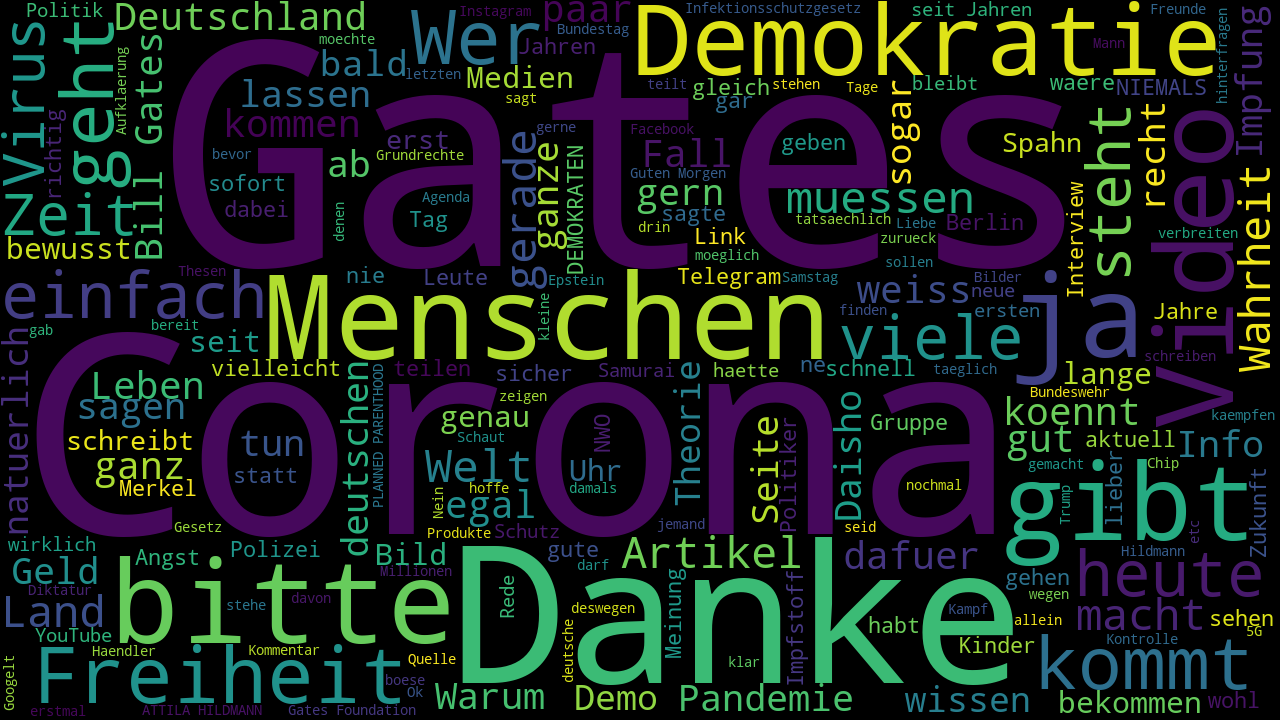 Politik
Deutschland
Instagram
paar
Infektionsschutzgesetz
seit Jahren
Freunde
Virus
geht
moechte
Wer
Bundestag
Demokratie
Mann
hinterfragen
Impfung
Aufklaerung
Gates
bald
Jahren
letzten
Medien
teilt
gleich
stehen
Tage
bleibt
waere
NIEMALS
lassen
sagt
gar
sogar
richtig
kommen
erst
gerne
Facebook
geben
Spahn
recht
bevor
Grundrechte
ab
Fall
Guten Morgen
steht
Video
sofort
gerade
ganze
DEMOKRATEN
gern
muessen
Zeit
Bill Gates
dabei
denen
Agenda
Tag
sagte
tatsaechlich
Liebe
Berlin
Interview
drin
Link
zurueck
verbreiten
bewusst
moeglich
Wahrheit
Thesen
nie
Leute
Epstein
Telegram
Samstag
sollen
Bilder
einfach
Menschen
kleine
weiss
neue
ja
finden
ersten
Jahre
gab
bereit
seit
viele
natuerlich
Corona
schreiben
vielleicht
teilen
sicher
Samurai
haette
ne
schnell
taeglich
lange
Leben
deutschen
PLANNED PARENTHOOD
zeigen
Theorie
Bundeswehr
sagen
genau
NWO
Seite
Politiker
Daisho
Gruppe
koennt
kaempfen
schreibt
tun
Schaut
gut
aktuell
Info
ganz
statt
Welt
Uhr
gemacht
Chip
Merkel
hoffe
damals
nochmal
gibt
Nein
egal
Trump
lieber
Zukunft
Gesetz
Produkte
Schutz
jemand
seid
etc
wirklich
Angst
Polizei
Bild
gute
Artikel
dafuer
Hildmann
Geld
darf
gehen
heute
Diktatur
bitte
Millionen
Danke
wegen
Land
stehe
davon
Rede
deswegen
Meinung
Impfstoff
Kampf
allein
macht
sehen
YouTube
habt
5G
Haendler
Kommentar
Quelle
deutsche
klar
Kinder
Kontrolle
Googelt
Freiheit
boese
Ok
kommt
Warum
Demo
Pandemie
wissen
bekommen
wohl
erstmal
ATTILA HILDMANN
Gates Foundation